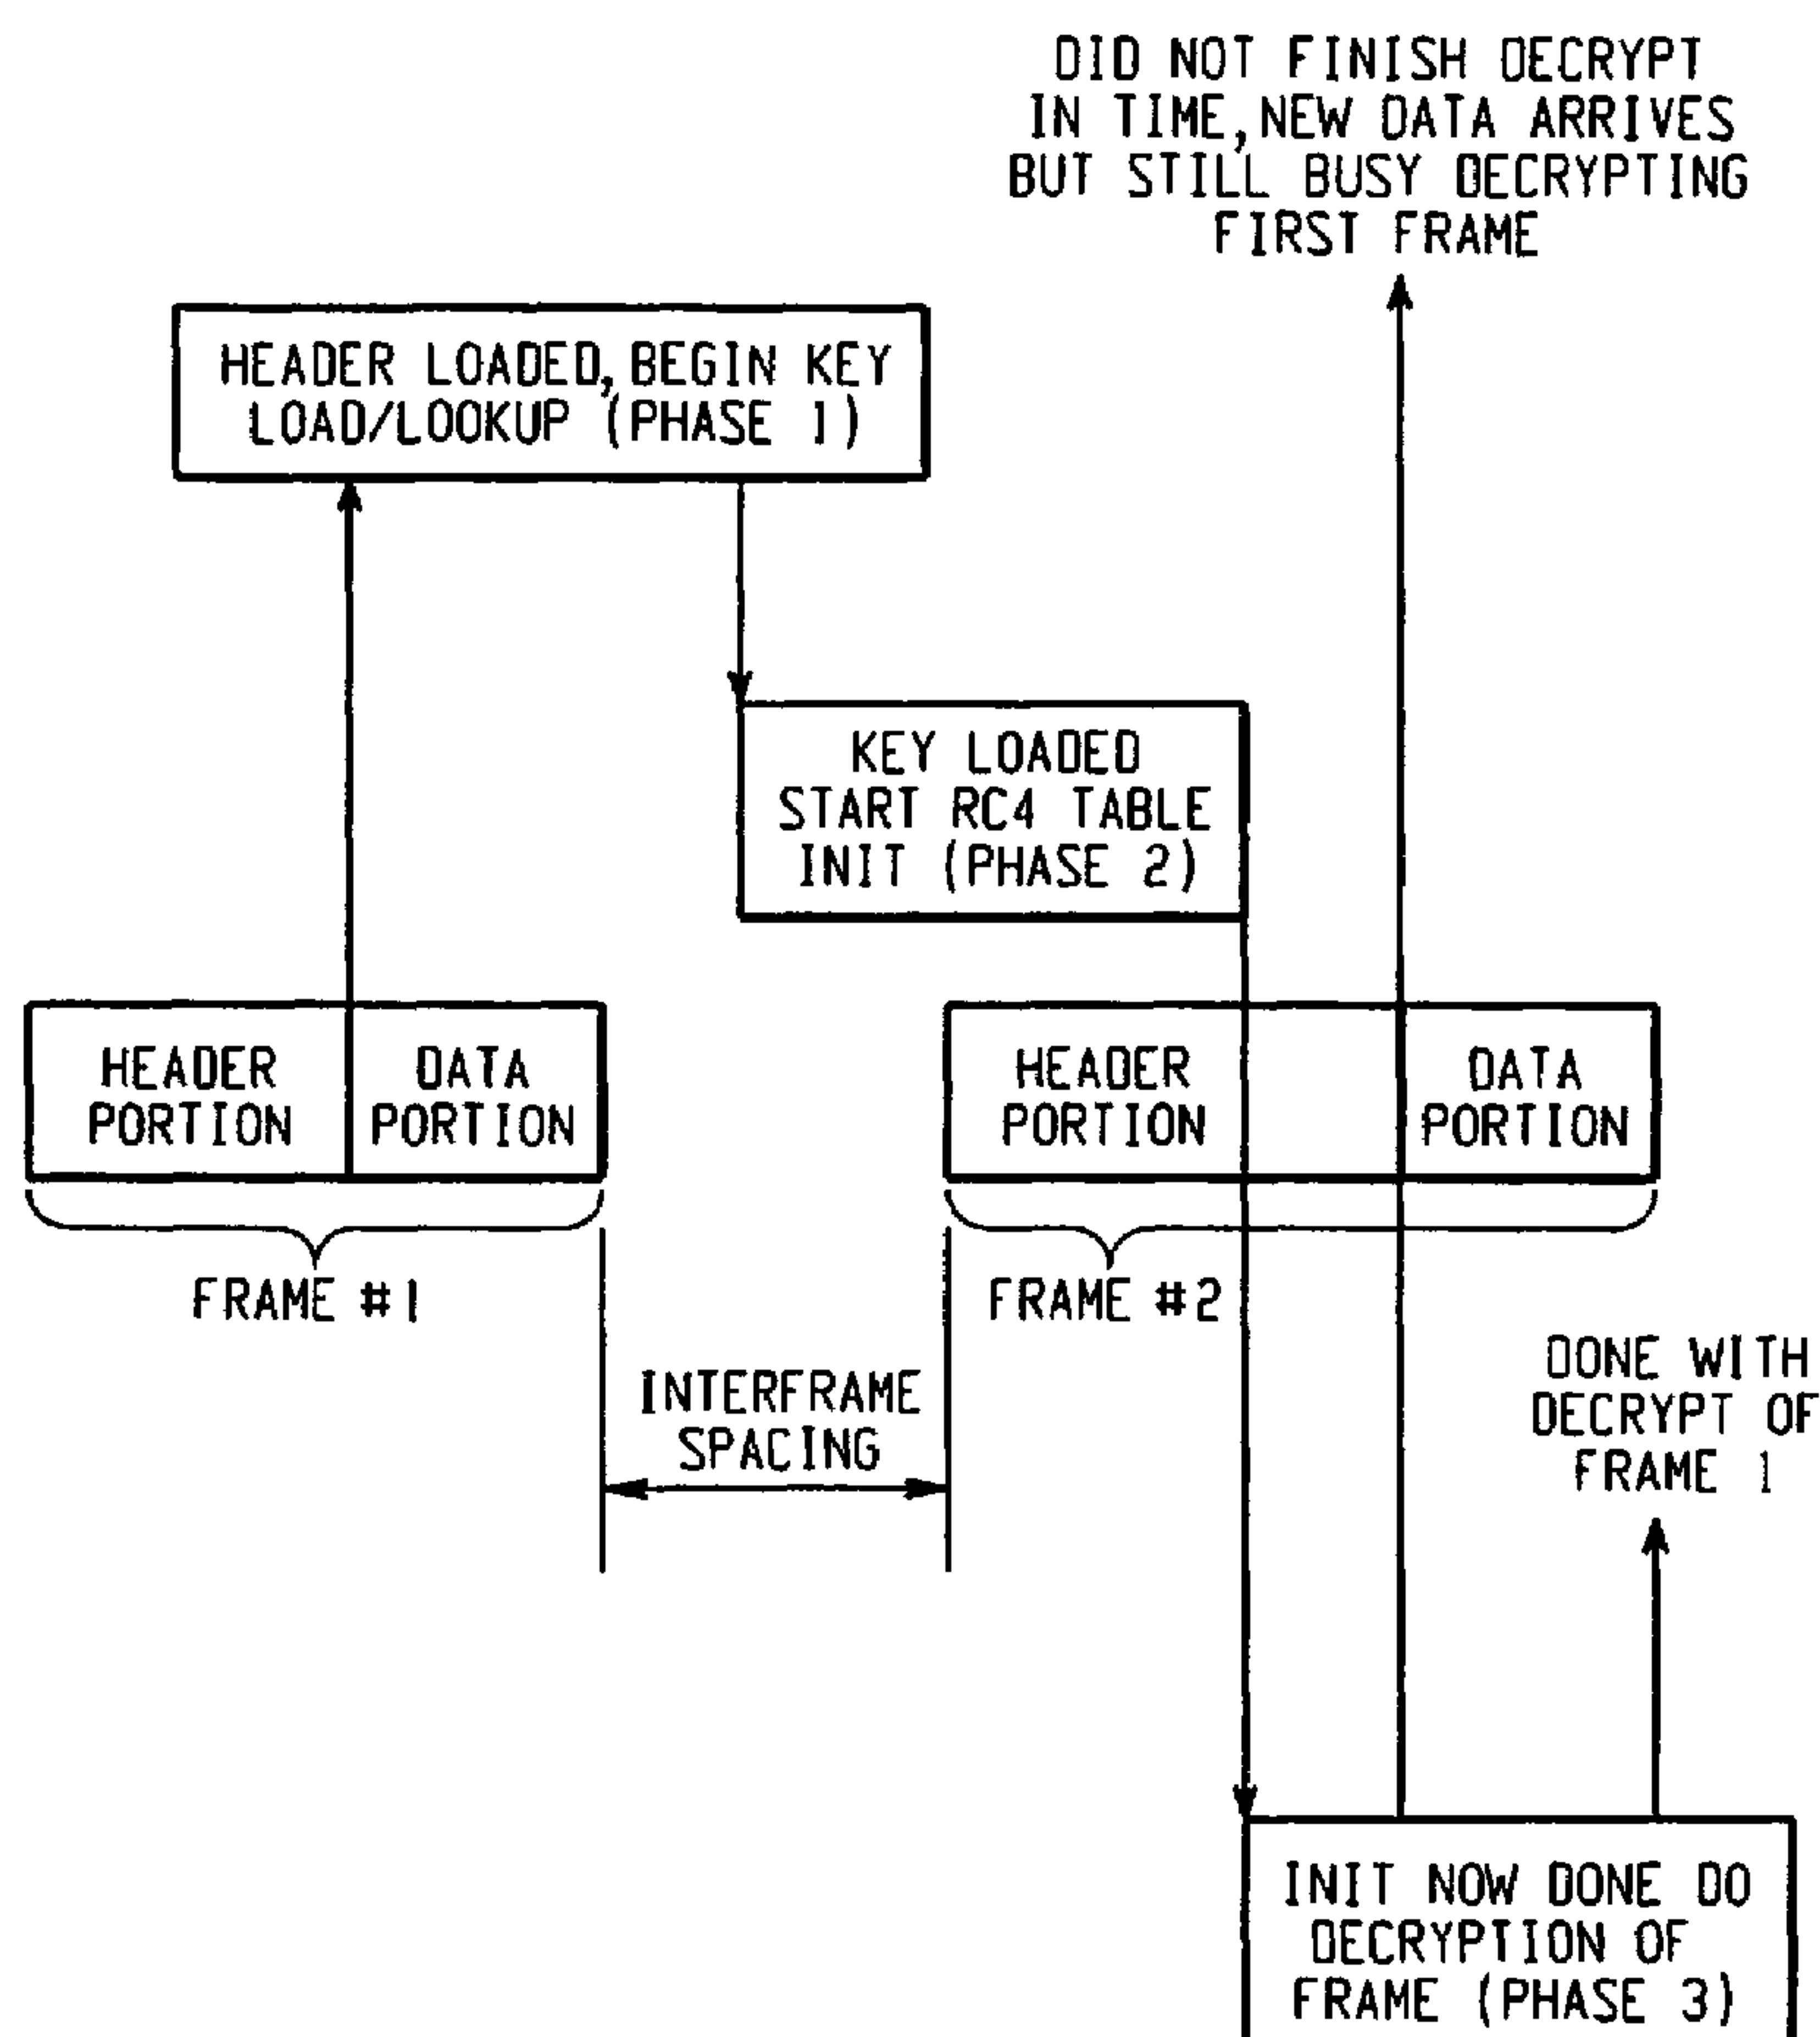 DID NOT FINISH DECRYPT
IN TIME, NEW DATA ARRIVES
BUT STILL BUSY DECRYPTING
FIRST FRAME
HEADER LOADED, BEGIN KEY
LOAD/LOOKUP (PHASE 1)
KEY LOADED
START RC4 TABLE
INIT (PHASE 2)
HEADER
PORTION
DATA
PORTION
HEADER
PORTION
DATA
PORTION
FRAME #1
FRAME #2
INTERFRAME
SPACING
DONE WITH
DECRYPT OF
FRAME 1
INIT NOW DONE DO
DECRYPTION OF
FRAME (PHASE 3)